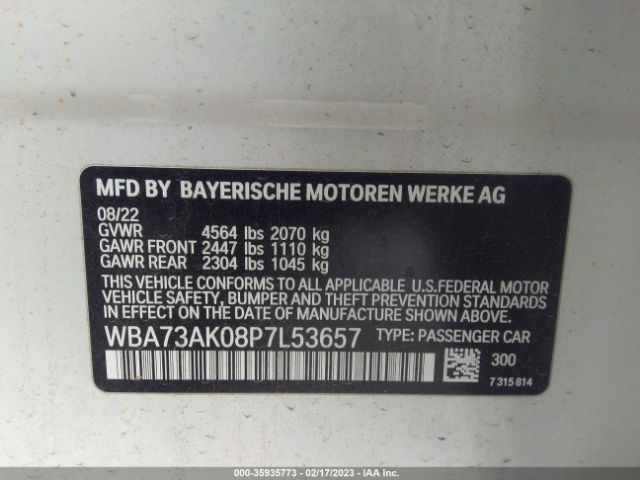 MFD BY BAYERISCHE MOTOREN WERKE AG
08/22
GVWR 4564 lbs 2070 kg
GAWR FRONT 2447 lbs 1110 kg
GAWR REAR 2304 lbs 1045 kg
THIS VEHICLE CONFORMS TO ALL APPLICABLE U.S.FEDERAL MOTOR
VEHICLE SAFETY, BUMPER AND THEFT PREVENTION STANDARDS
IN EFFECT ON THE DATE OF MANUFACTURE SHOWN ABOVE.
WBA73AK08P7L53657 TYPE: PASSENGER CAR
300
7 315 814
000-35935773 - 02/17/2023 - IAA Inc.